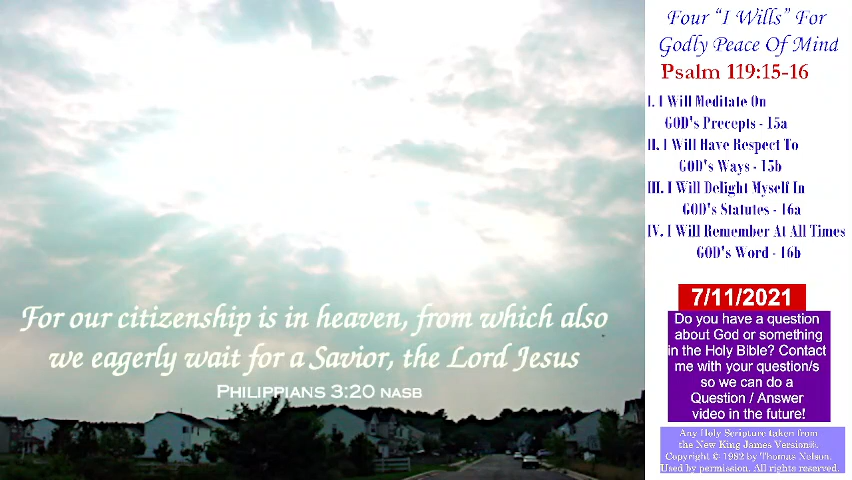 For our citizenship is in heaven, from which also
we eagerly wait for a Savior, the Lord Jesus
Philippians 3:20 NASB
Four "I Wills" For
Godly Peace Of Mind
Psalm 119:15-16
I. I Will Meditate On
GOD's Precepts - 15a
II. I Will Have Respect To
GOD's Ways - 15b
III. I Will Delight Myself In
GOD's Statutes - 16a
IV. I Will Remember At All Times
GOD's Word - 16b
7/11/2021
Do you have a question
about God or something
in the Holy Bible? Contact
me with your question/s
so we can do a
Question / Answer
video in the future!
Any Holy Scripture taken from
the New King James Version®.
Copyright © 1982 by Thomas Nelson.
Used by permission. All rights reserved.